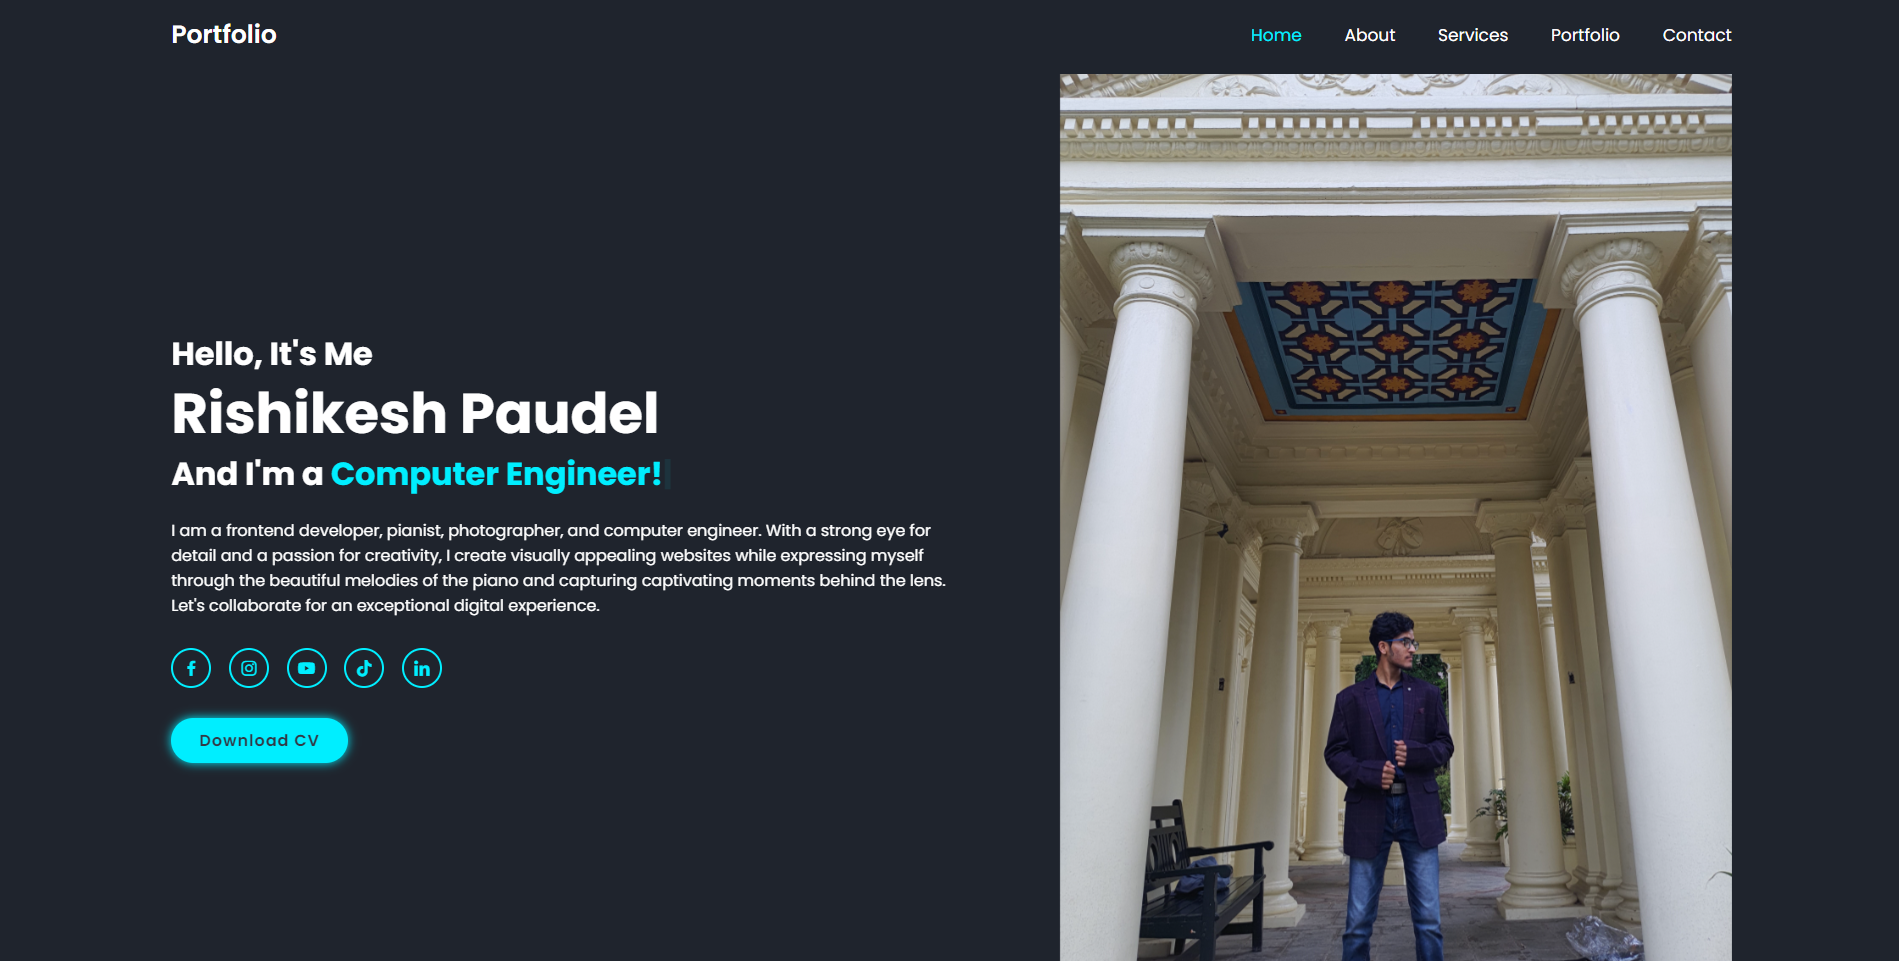 Portfolio
Home
About
Services
Portfolio
Contact
Hello, It's Me
Rishikesh Paudel
And I'm a Computer Engineer!
I am a frontend developer, pianist, photographer, and computer engineer. With a strong eye for
detail and a passion for creativity, I create visually appealing websites while expressing myself
through the beautiful melodies of the piano and capturing captivating moments behind the lens.
Let's collaborate for an exceptional digital experience.
Download CV